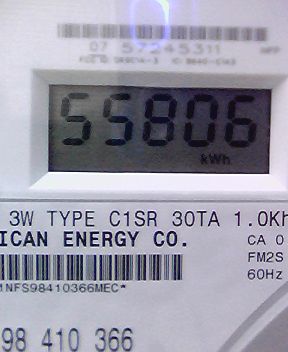 07 57245311
55806
kWh
3W TYPE C1SR 30TA 1.0Kh
ICAN ENERGY CO.
CA 0
FM2S
60Hz
1NFS98410366MEC*
98 410 366